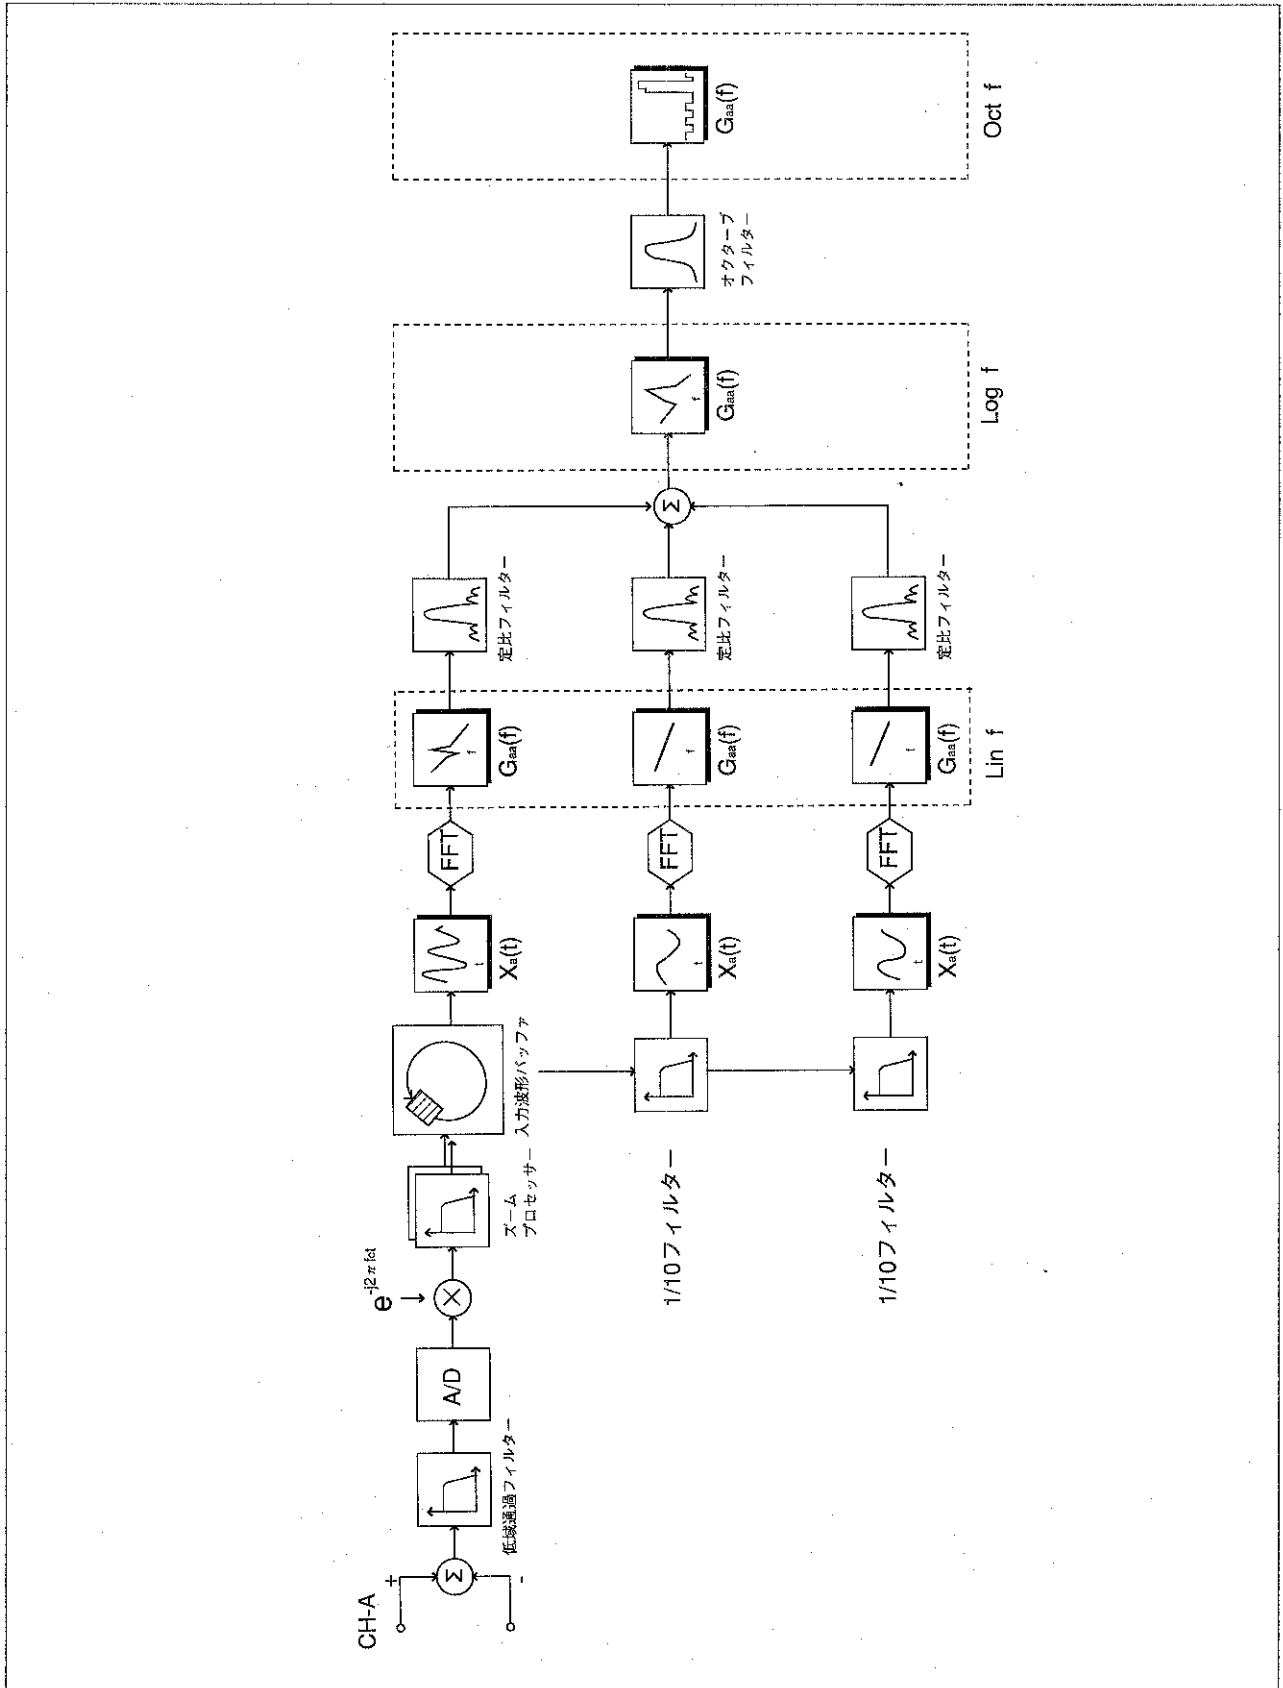 CH-A
+
-
Σ
低域通過フィルター
A/D
e^-j2πfct
×
ズーム
プロセッサー
入力波形バッファ
t
Xa(t)
FFT
f
Gaa(f)
定比フィルター
1/10フィルター
t
Xa(t)
FFT
f
Gaa(f)
定比フィルター
1/10フィルター
t
Xa(t)
FFT
f
Gaa(f)
定比フィルター
Lin f
Σ
f
Gaa(f)
Log f
オクターブ
フィルター
Gaa(f)
Oct f